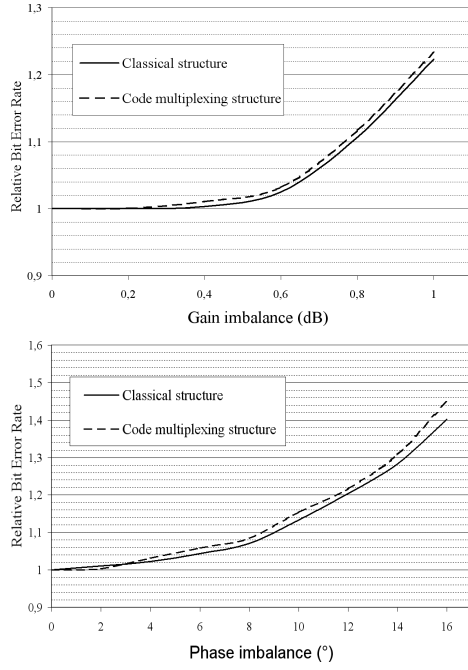 1,3
1,2
1,1
1
0,9
Relative Bit Error Rate
Classical structure
Code multiplexing structure
0 0,2 0,4 0,6 0,8 1
Gain imbalance (dB)
1,6
1,5
1,4
1,3
1,2
1,1
1
0,9
Relative Bit Error Rate
Classical structure
Code multiplexing structure
0 2 4 6 8 10 12 14 16
Phase imbalance (°)